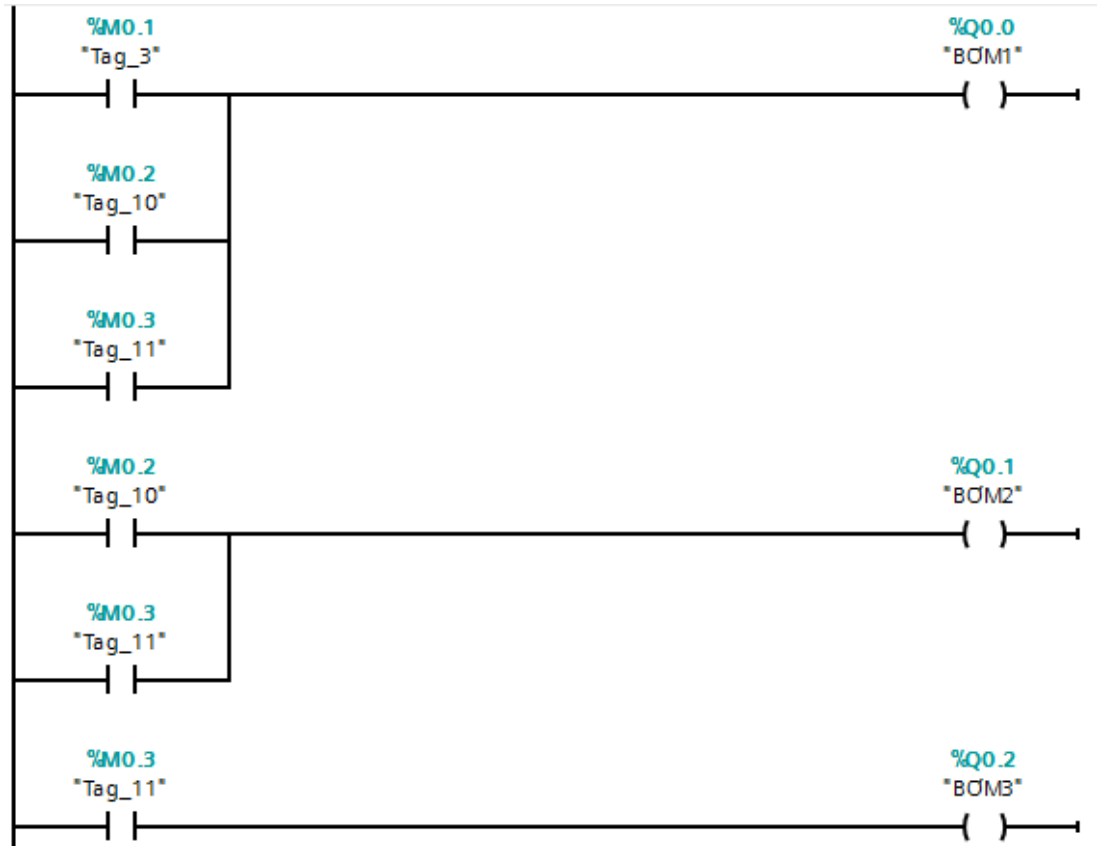 %M0.1
"Tag_3"
%Q0.0
"BƠM1"
%M0.2
"Tag_10"
%M0.3
"Tag_11"
%M0.2
"Tag_10"
%Q0.1
"BƠM2"
%M0.3
"Tag_11"
%M0.3
"Tag_11"
%Q0.2
"BƠM3"